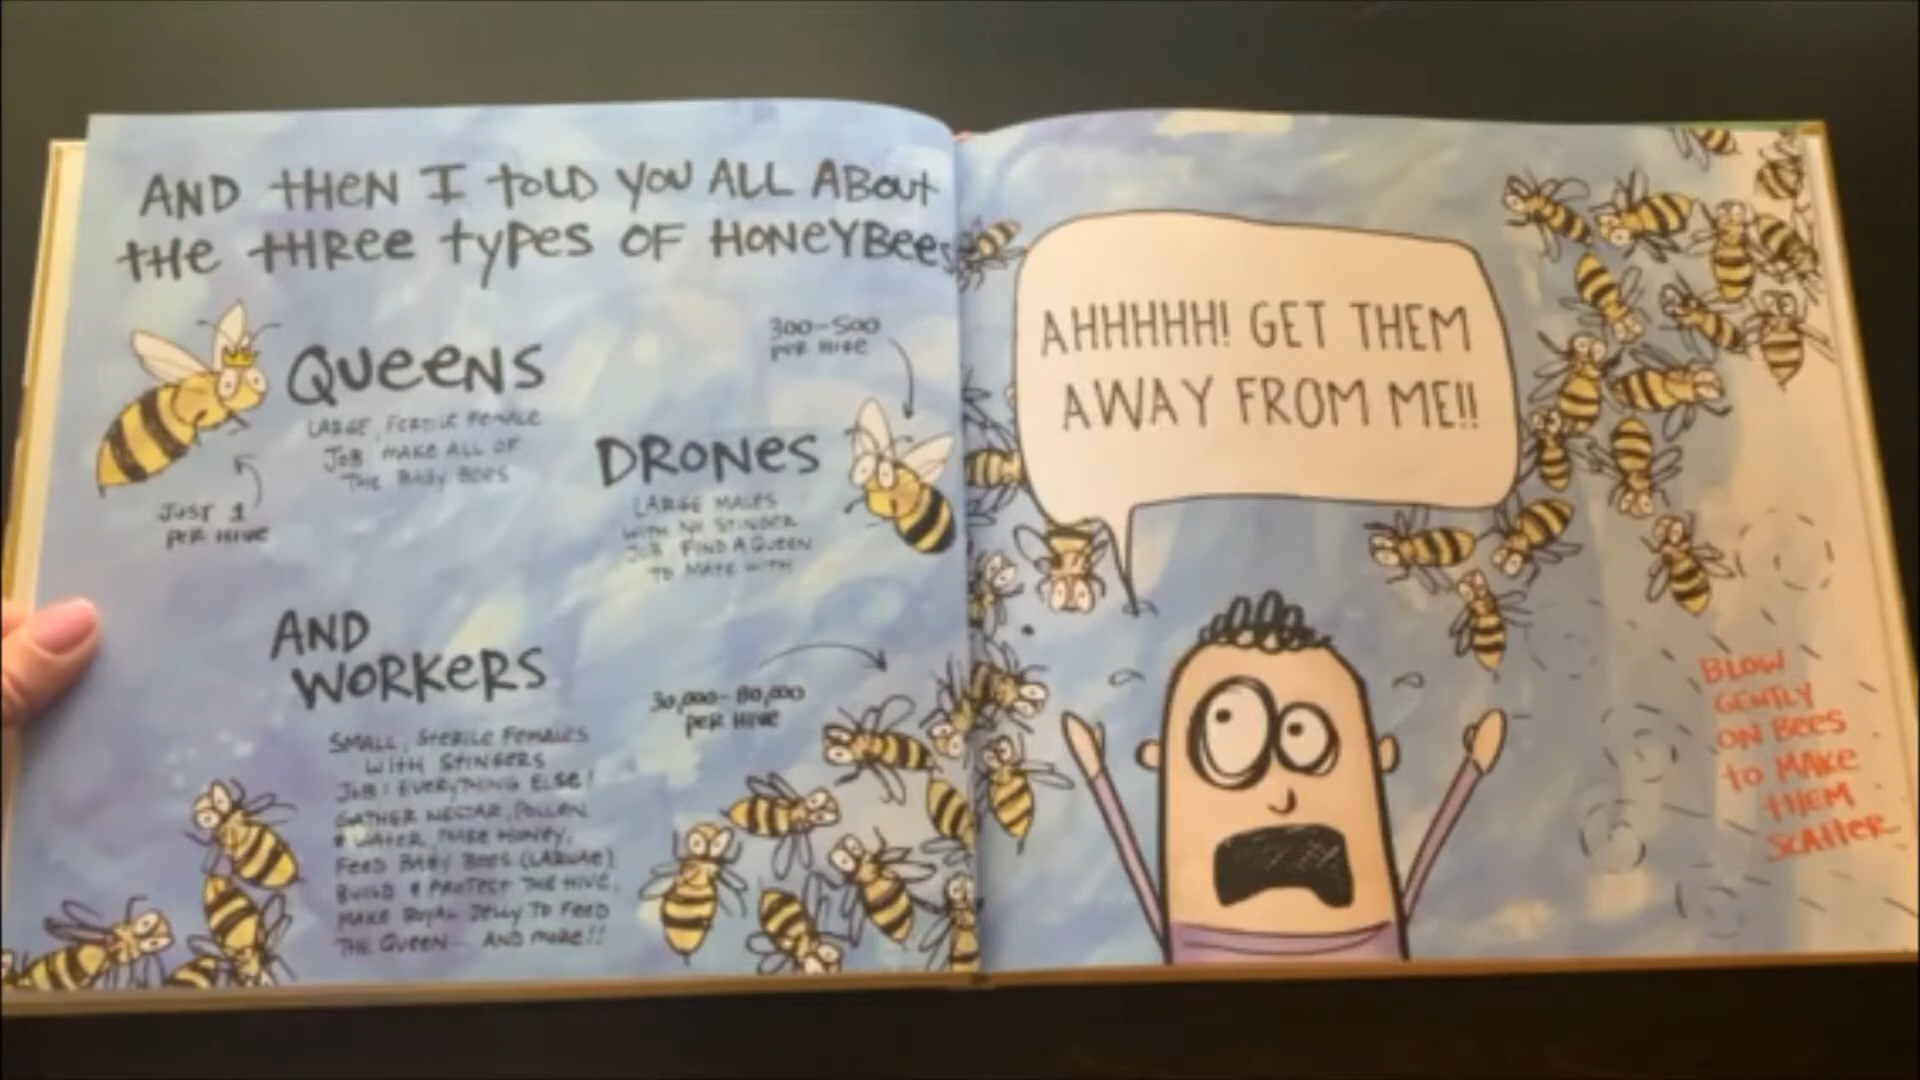 AND THEN I TOLD YOU ALL ABOUT
THE THREE TYPES OF HONEYBEES
QUEENS
LARGE, FERTILE FEMALE
JOB: MAKE ALL OF
THE BABY BEES
JUST 1
PER HIVE
300-500
PER HIVE
DRONES
LARGE MALES
WITH NO STINGER
JOB: FIND A QUEEN
TO MATE WITH
AND
WORKERS
SMALL, STERILE FEMALES
WITH STINGERS
JOB: EVERYTHING ELSE!
GATHER NECTAR, POLLEN
& WATER, MAKE HONEY,
FEED BABY BEES (LARVAE)
BUILD & PROTECT THE HIVE,
MAKE ROYAL JELLY TO FEED
THE QUEEN... AND MORE!!
30,000-80,000
PER HIVE
AHHHHH! GET THEM
AWAY FROM ME!!
BLOW
GENTLY
ON BEES
TO MAKE
THEM
SCATTER